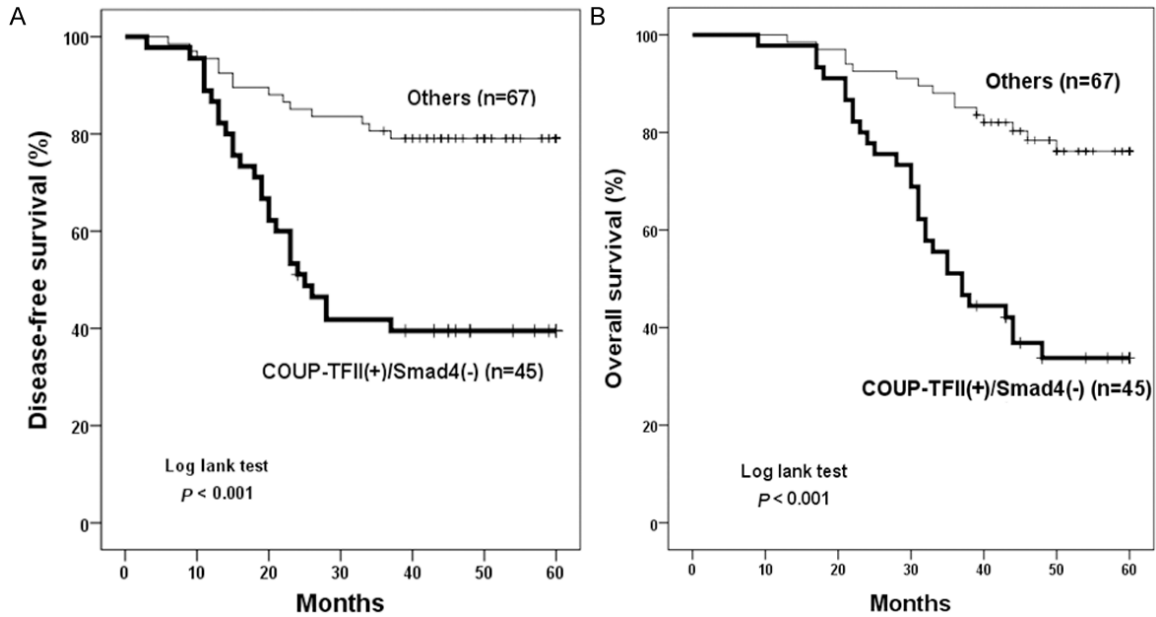 A
Disease-free survival (%)
100
80
60
40
20
0
Others (n=67)
COUP-TFII(+)/Smad4(-) (n=45)
Log lank test
P < 0.001
0 10 20 30 40 50 60
Months
B
Overall survival (%)
100
80
60
40
20
0
Others (n=67)
COUP-TFII(+)/Smad4(-) (n=45)
Log lank test
P < 0.001
0 10 20 30 40 50 60
Months